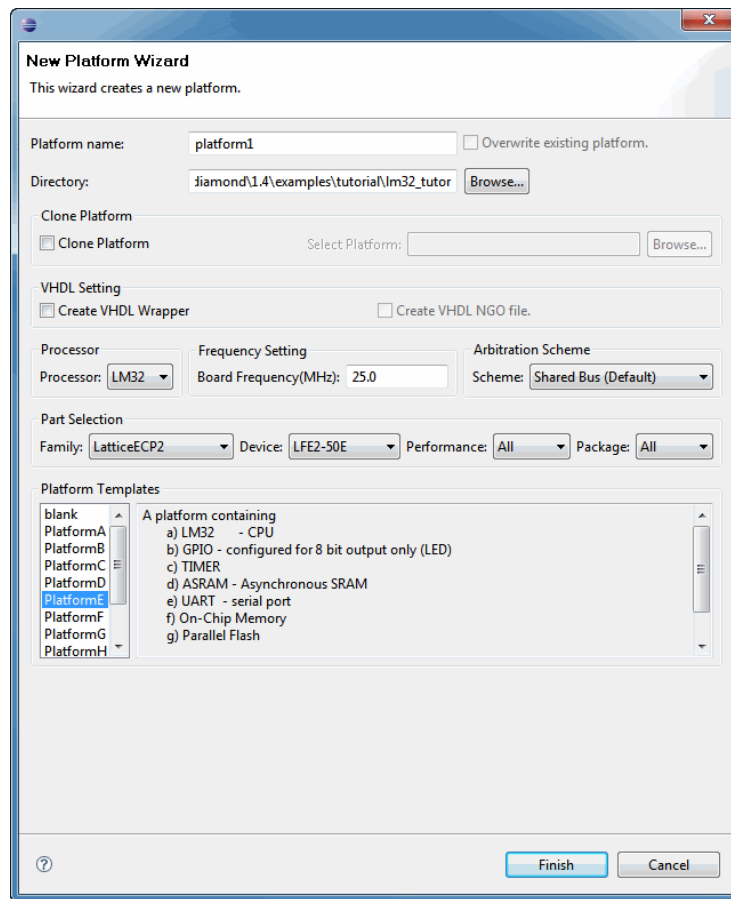 New Platform Wizard
This wizard creates a new platform.
Platform name: platform1 Overwrite existing platform.
Directory: :liamond\1.4\examples\tutorial\lm32_tutor Browse...
Clone Platform
Clone Platform Select Platform: Browse...
VHDL Setting
Create VHDL Wrapper Create VHDL NGO file.
Processor Frequency Setting Arbitration Scheme
Processor: LM32 Board Frequency(MHz): 25.0 Scheme: Shared Bus (Default)
Part Selection
Family: LatticeECP2 Device: LFE2-50E Performance: All Package: All
Platform Templates
blank
PlatformA
PlatformB
PlatformC
PlatformD
PlatformE
PlatformF
PlatformG
PlatformH
A platform containing
a) LM32 - CPU
b) GPIO - configured for 8 bit output only (LED)
c) TIMER
d) ASRAM - Asynchronous SRAM
e) UART - serial port
f) On-Chip Memory
g) Parallel Flash
? Finish Cancel